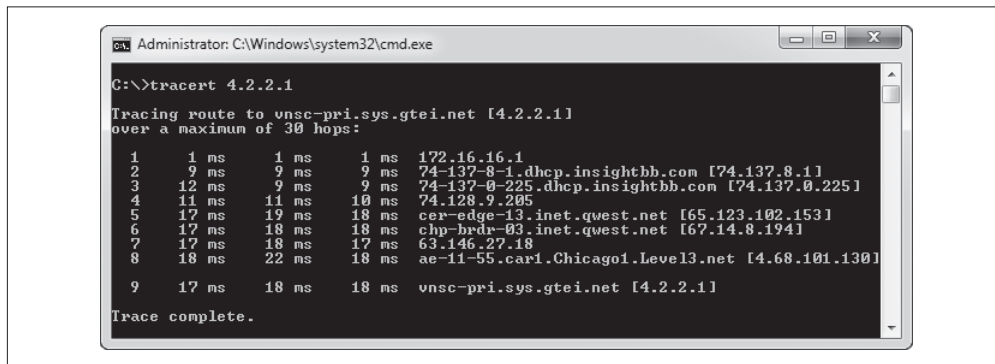 Administrator: C:\Windows\system32\cmd.exe
C:\>tracert 4.2.2.1
Tracing route to vnsc-pri.sys.gtei.net [4.2.2.1]
over a maximum of 30 hops:
1 1 ms 1 ms 1 ms 172.16.16.1
2 9 ms 9 ms 9 ms 74-137-8-1.dhcp.insightbb.com [74.137.8.1]
3 12 ms 9 ms 9 ms 74-137-0-225.dhcp.insightbb.com [74.137.0.225]
4 11 ms 11 ms 10 ms 74.128.9.205
5 17 ms 19 ms 18 ms cer-edge-13.inet.qwest.net [65.123.102.153]
6 17 ms 18 ms 18 ms chp-brdr-03.inet.qwest.net [67.14.8.194]
7 17 ms 18 ms 17 ms 63.146.27.18
8 18 ms 22 ms 18 ms ae-11-55.car1.Chicago1.Level3.net [4.68.101.130]
9 17 ms 18 ms 18 ms vnsc-pri.sys.gtei.net [4.2.2.1]
Trace complete.